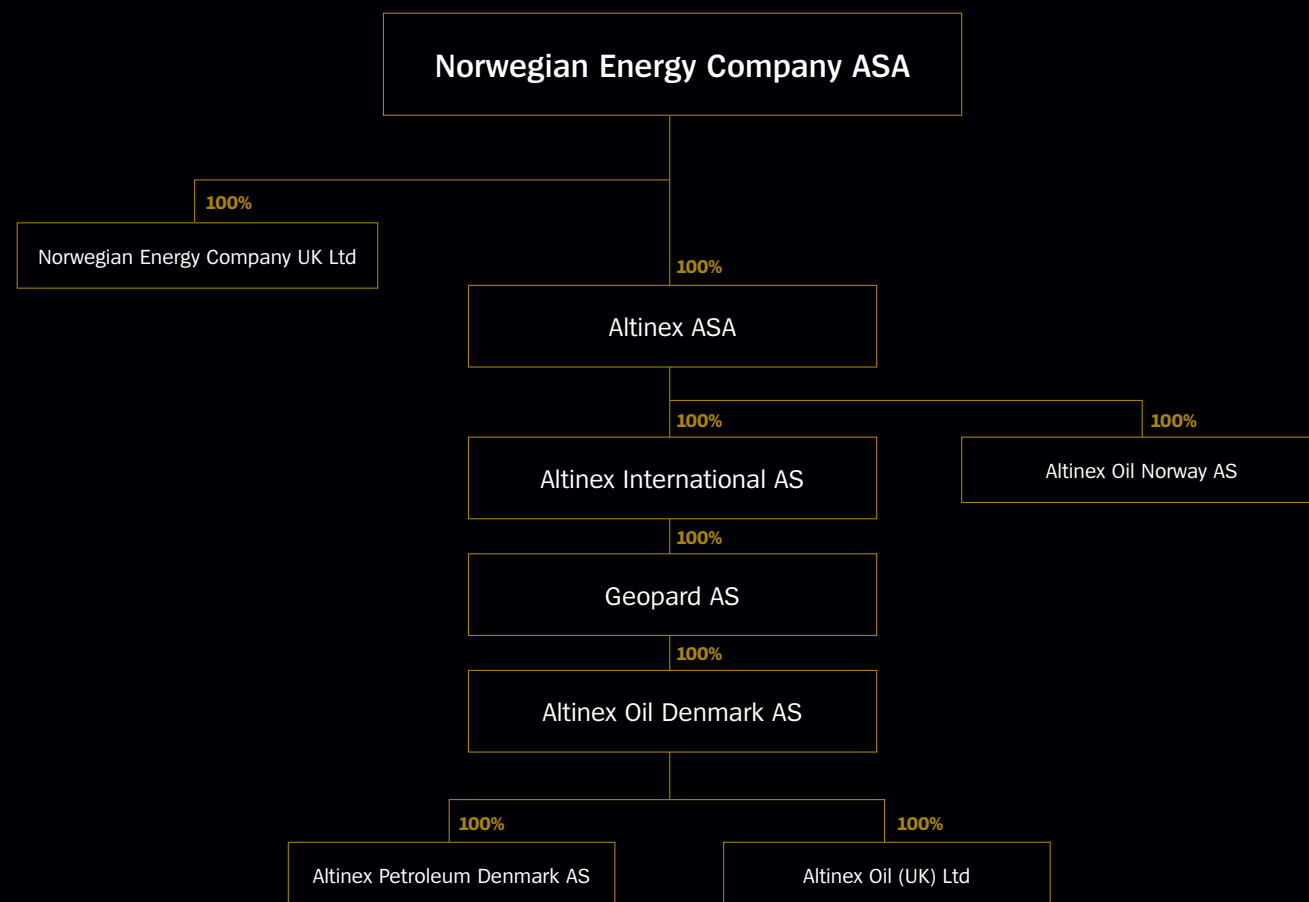 Norwegian Energy Company ASA
100%
Norwegian Energy Company UK Ltd
100%
Altinex ASA
100%
100%
Altinex International AS
Altinex Oil Norway AS
100%
Geopard AS
100%
Altinex Oil Denmark AS
100%
100%
Altinex Petroleum Denmark AS
Altinex Oil (UK) Ltd